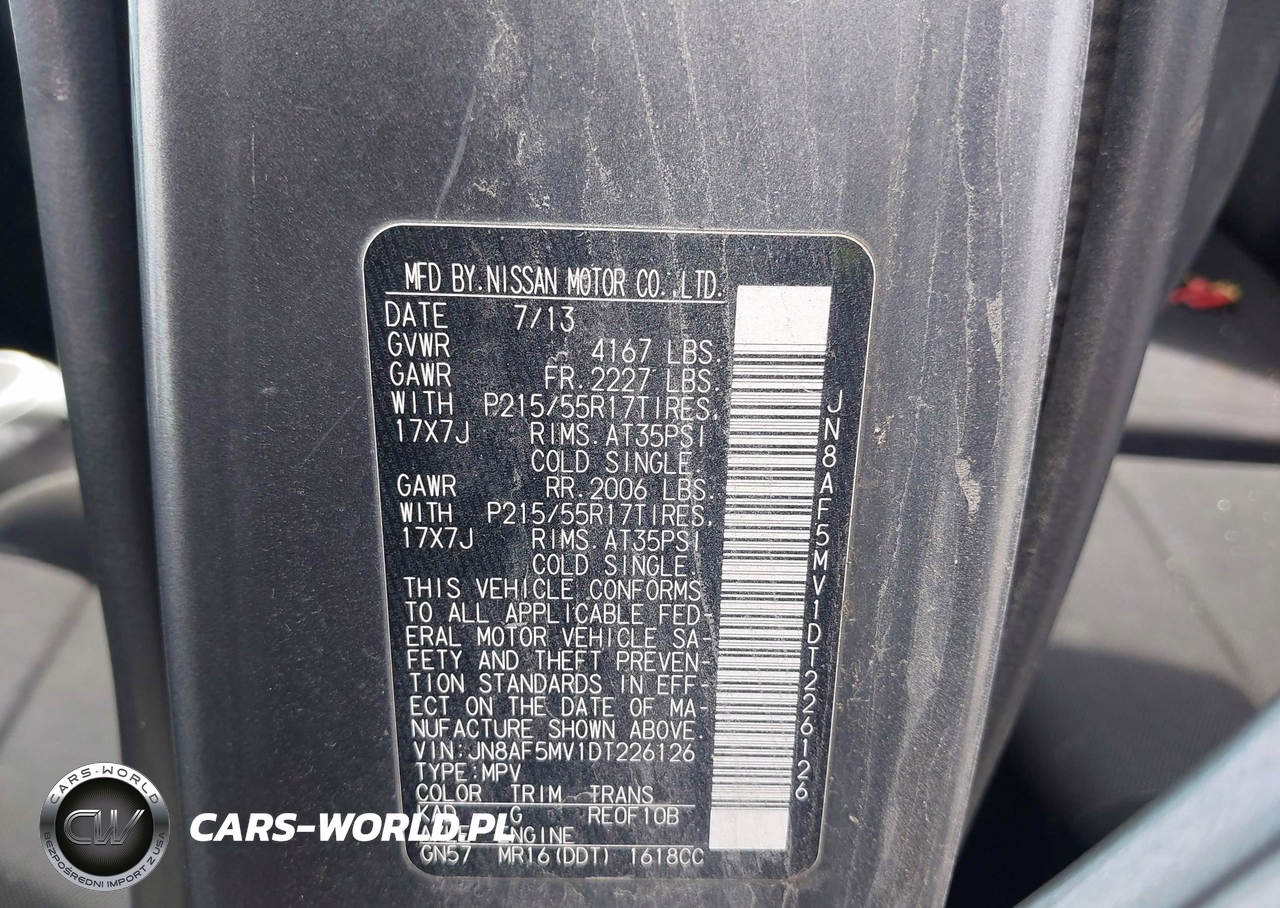 MFD BY.NISSAN MOTOR CO.,LTD.
DATE 7/13
GVWR 4167 LBS.
GAWR FR.2227 LBS.
WITH P215/55R17TIRES.
17X7J RIMS.AT35PSI
COLD SINGLE
GAWR RR.2006 LBS.
WITH P215/55R17TIRES.
17X7J RIMS.AT35PSI
COLD SINGLE
THIS VEHICLE CONFORMS
TO ALL APPLICABLE FED
ERAL MOTOR VEHICLE SA-
FETY AND THEFT PREVEN-
TION STANDARDS IN EFF-
ECT ON THE DATE OF MA-
NUFACTURE SHOWN ABOVE.
VIN:JN8AF5MV1DT226126
TYPE:MPV
COLOR TRIM TRANS
KAD G RE0F10B
ENGINE
GN57 MR16(DDT) 1618CC
JN8AF5MV1DT226126
CARS-WORLD
CW
BEZPOŚREDNI IMPORT Z USA
CARS-WORLD.PL